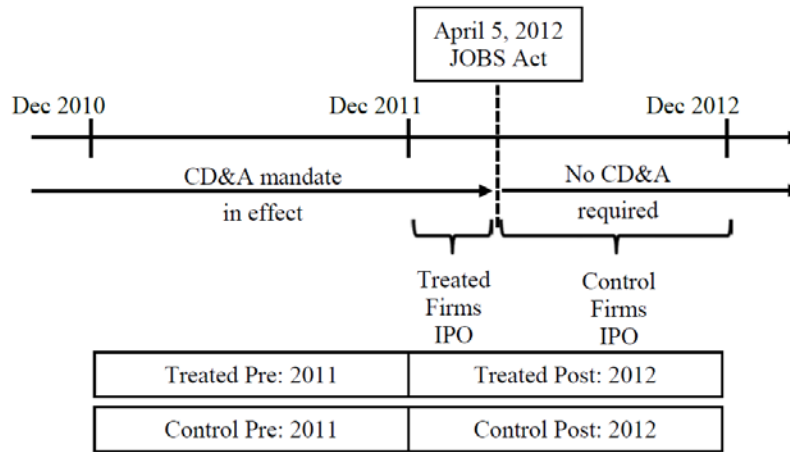 April 5, 2012
JOBS Act
Dec 2010
Dec 2011
Dec 2012
CD&A mandate
in effect
No CD&A
required
Treated
Firms
IPO
Control
Firms
IPO
Treated Pre: 2011
Treated Post: 2012
Control Pre: 2011
Control Post: 2012